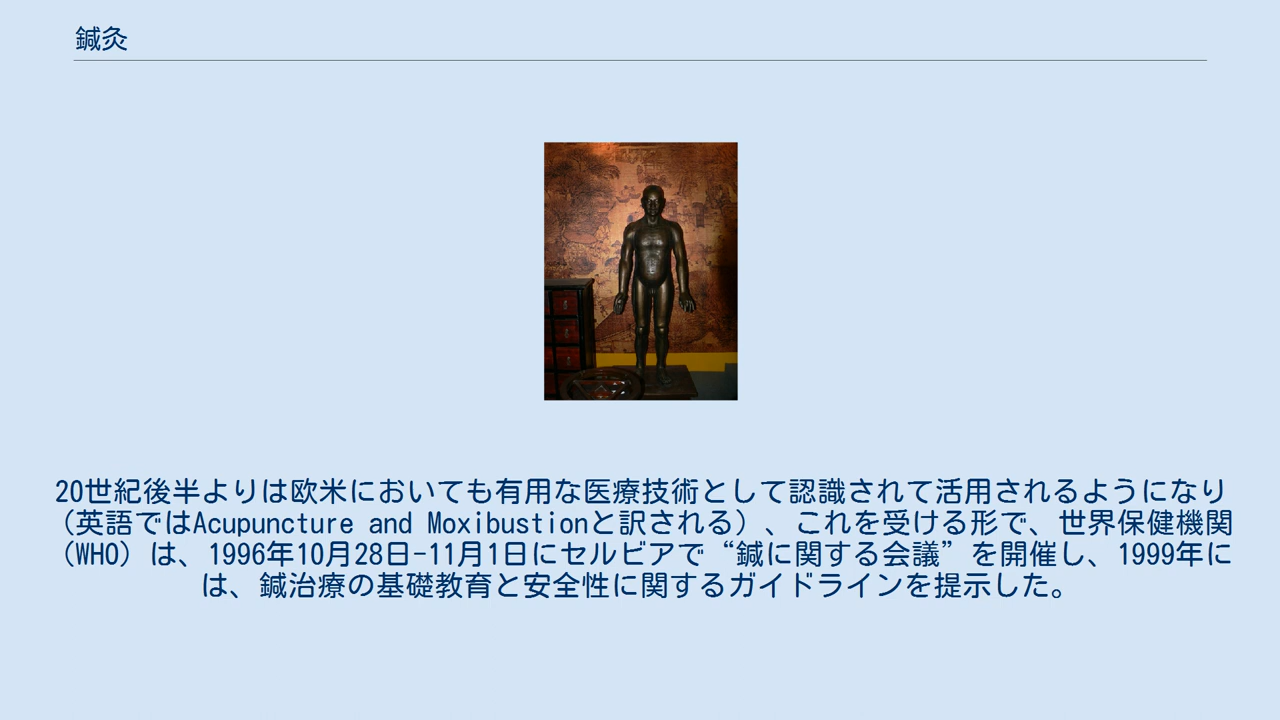 鍼灸
20世紀後半よりは欧米においても有用な医療技術として認識されて活用されるようになり
（英語ではAcupuncture and Moxibustionと訳される）、これを受ける形で、世界保健機関
（WHO）は、1996年10月28日-11月1日にセルビアで“鍼に関する会議”を開催し、1999年に
は、鍼治療の基礎教育と安全性に関するガイドラインを提示した。